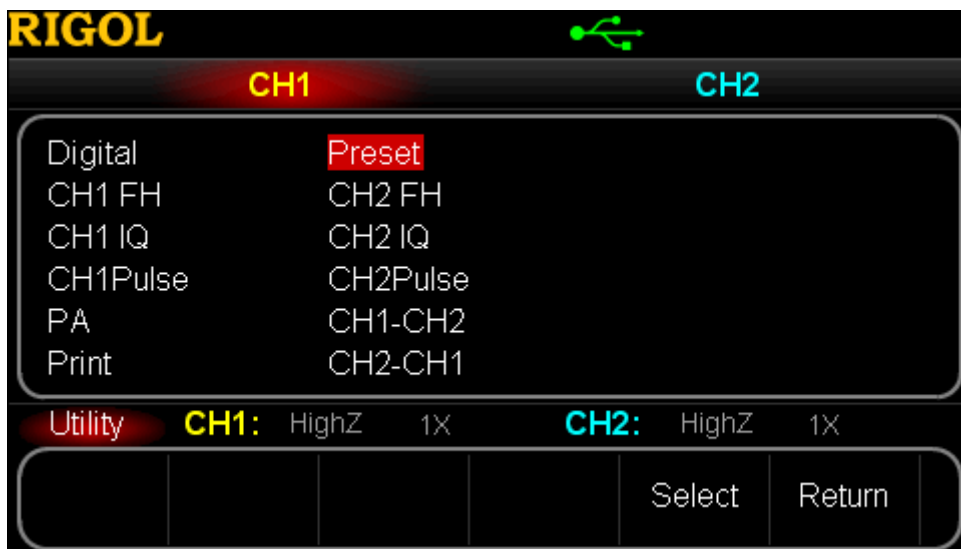 RIGOL
CH1 CH2
Digital Preset
CH1 FH CH2 FH
CH1 IQ CH2 IQ
CH1Pulse CH2Pulse
PA CH1-CH2
Print CH2-CH1
Utility CH1: HighZ 1X CH2: HighZ 1X
Select Return